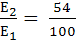 E₂/E₁ = 54/100